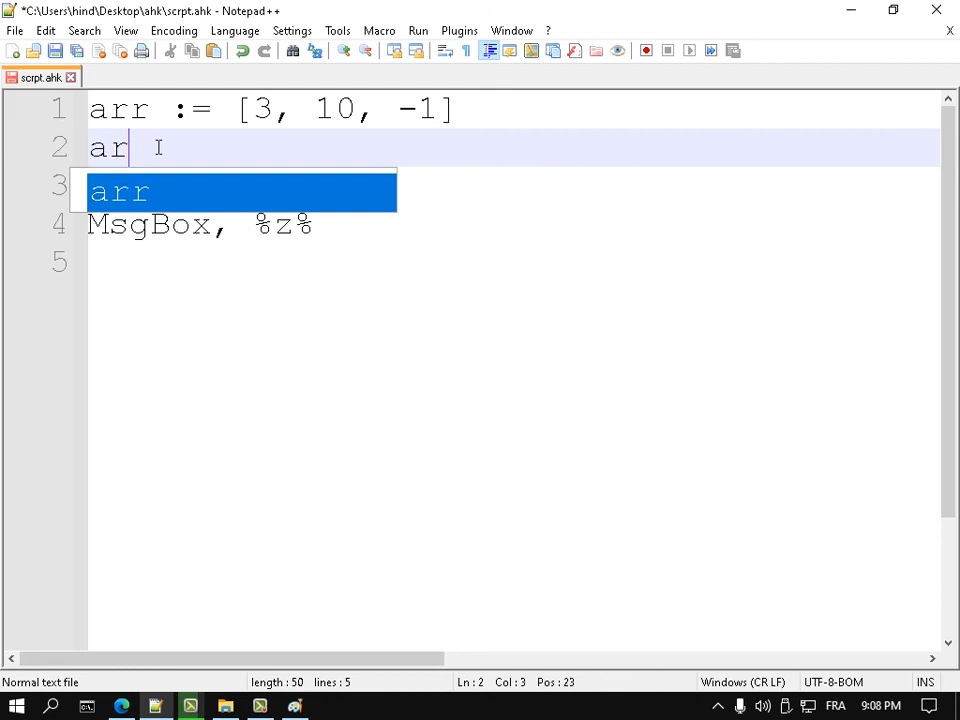 *C:\Users\hind\Desktop\ahk\scrpt.ahk - Notepad++
File Edit Search View Encoding Language Settings Tools Macro Run Plugins Window ? X
scrpt.ahk
1 arr := [3, 10, -1]
2 ar
3 arr
4 MsgBox, %z%
5
Normal text file length : 50 lines : 5 Ln : 2 Col : 3 Pos : 23 Windows (CR LF) UTF-8-BOM INS
FRA 9:08 PM